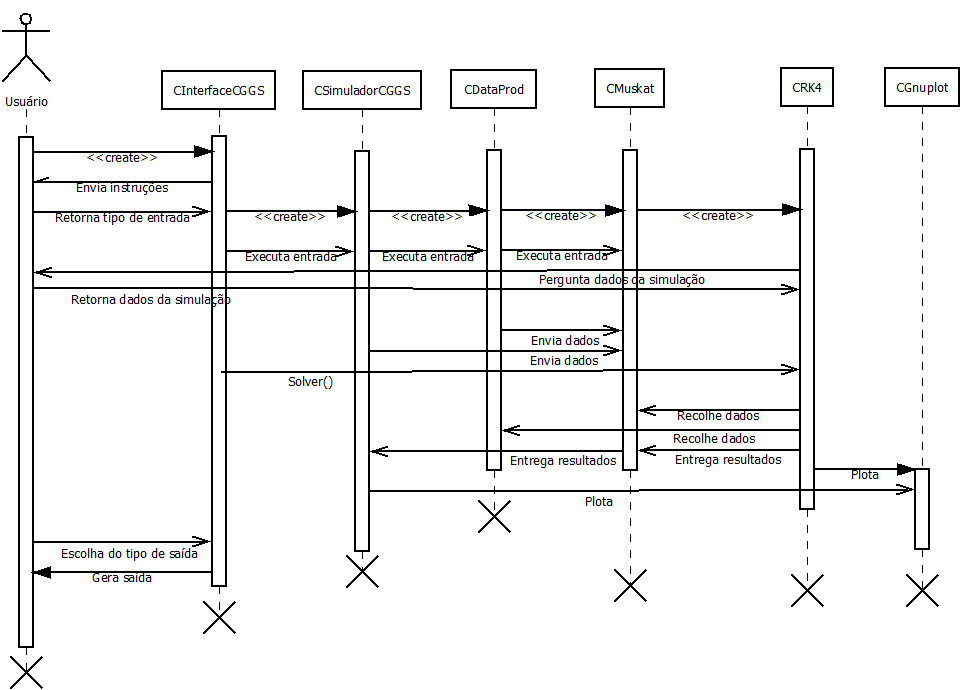 Usuário
CInterfaceCGGS
CSimuladorCGGS
CDataProd
CMuskat
CRK4
CGnuplot
<<create>>
Envia instruções
Retorna tipo de entrada
<<create>>
<<create>>
<<create>>
<<create>>
Executa entrada
Executa entrada
Executa entrada
Pergunta dados da simulação
Retorna dados da simulação
Envia dados
Envia dados
Solver()
Recolhe dados
Recolhe dados
Entrega resultados
Entrega resultados
Plota
Plota
Escolha do tipo de saída
Gera saída